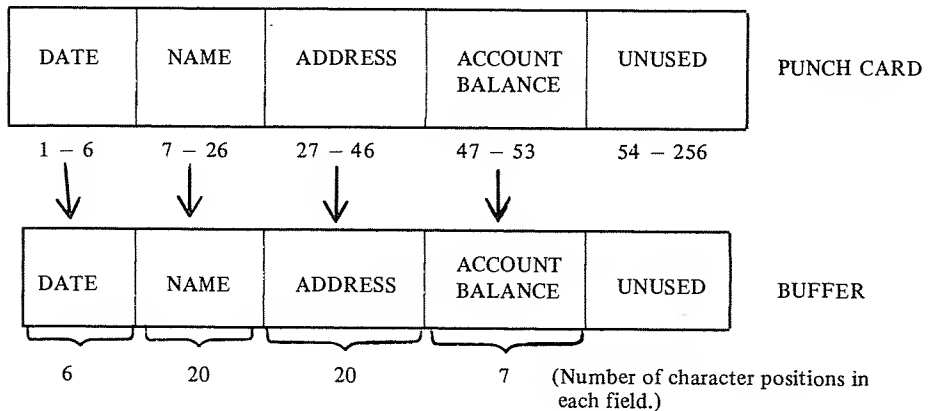 DATE NAME ADDRESS ACCOUNT BALANCE UNUSED PUNCH CARD
1 – 6 7 – 26 27 – 46 47 – 53 54 – 256
DATE NAME ADDRESS ACCOUNT BALANCE UNUSED BUFFER
6 20 20 7 (Number of character positions in
each field.)